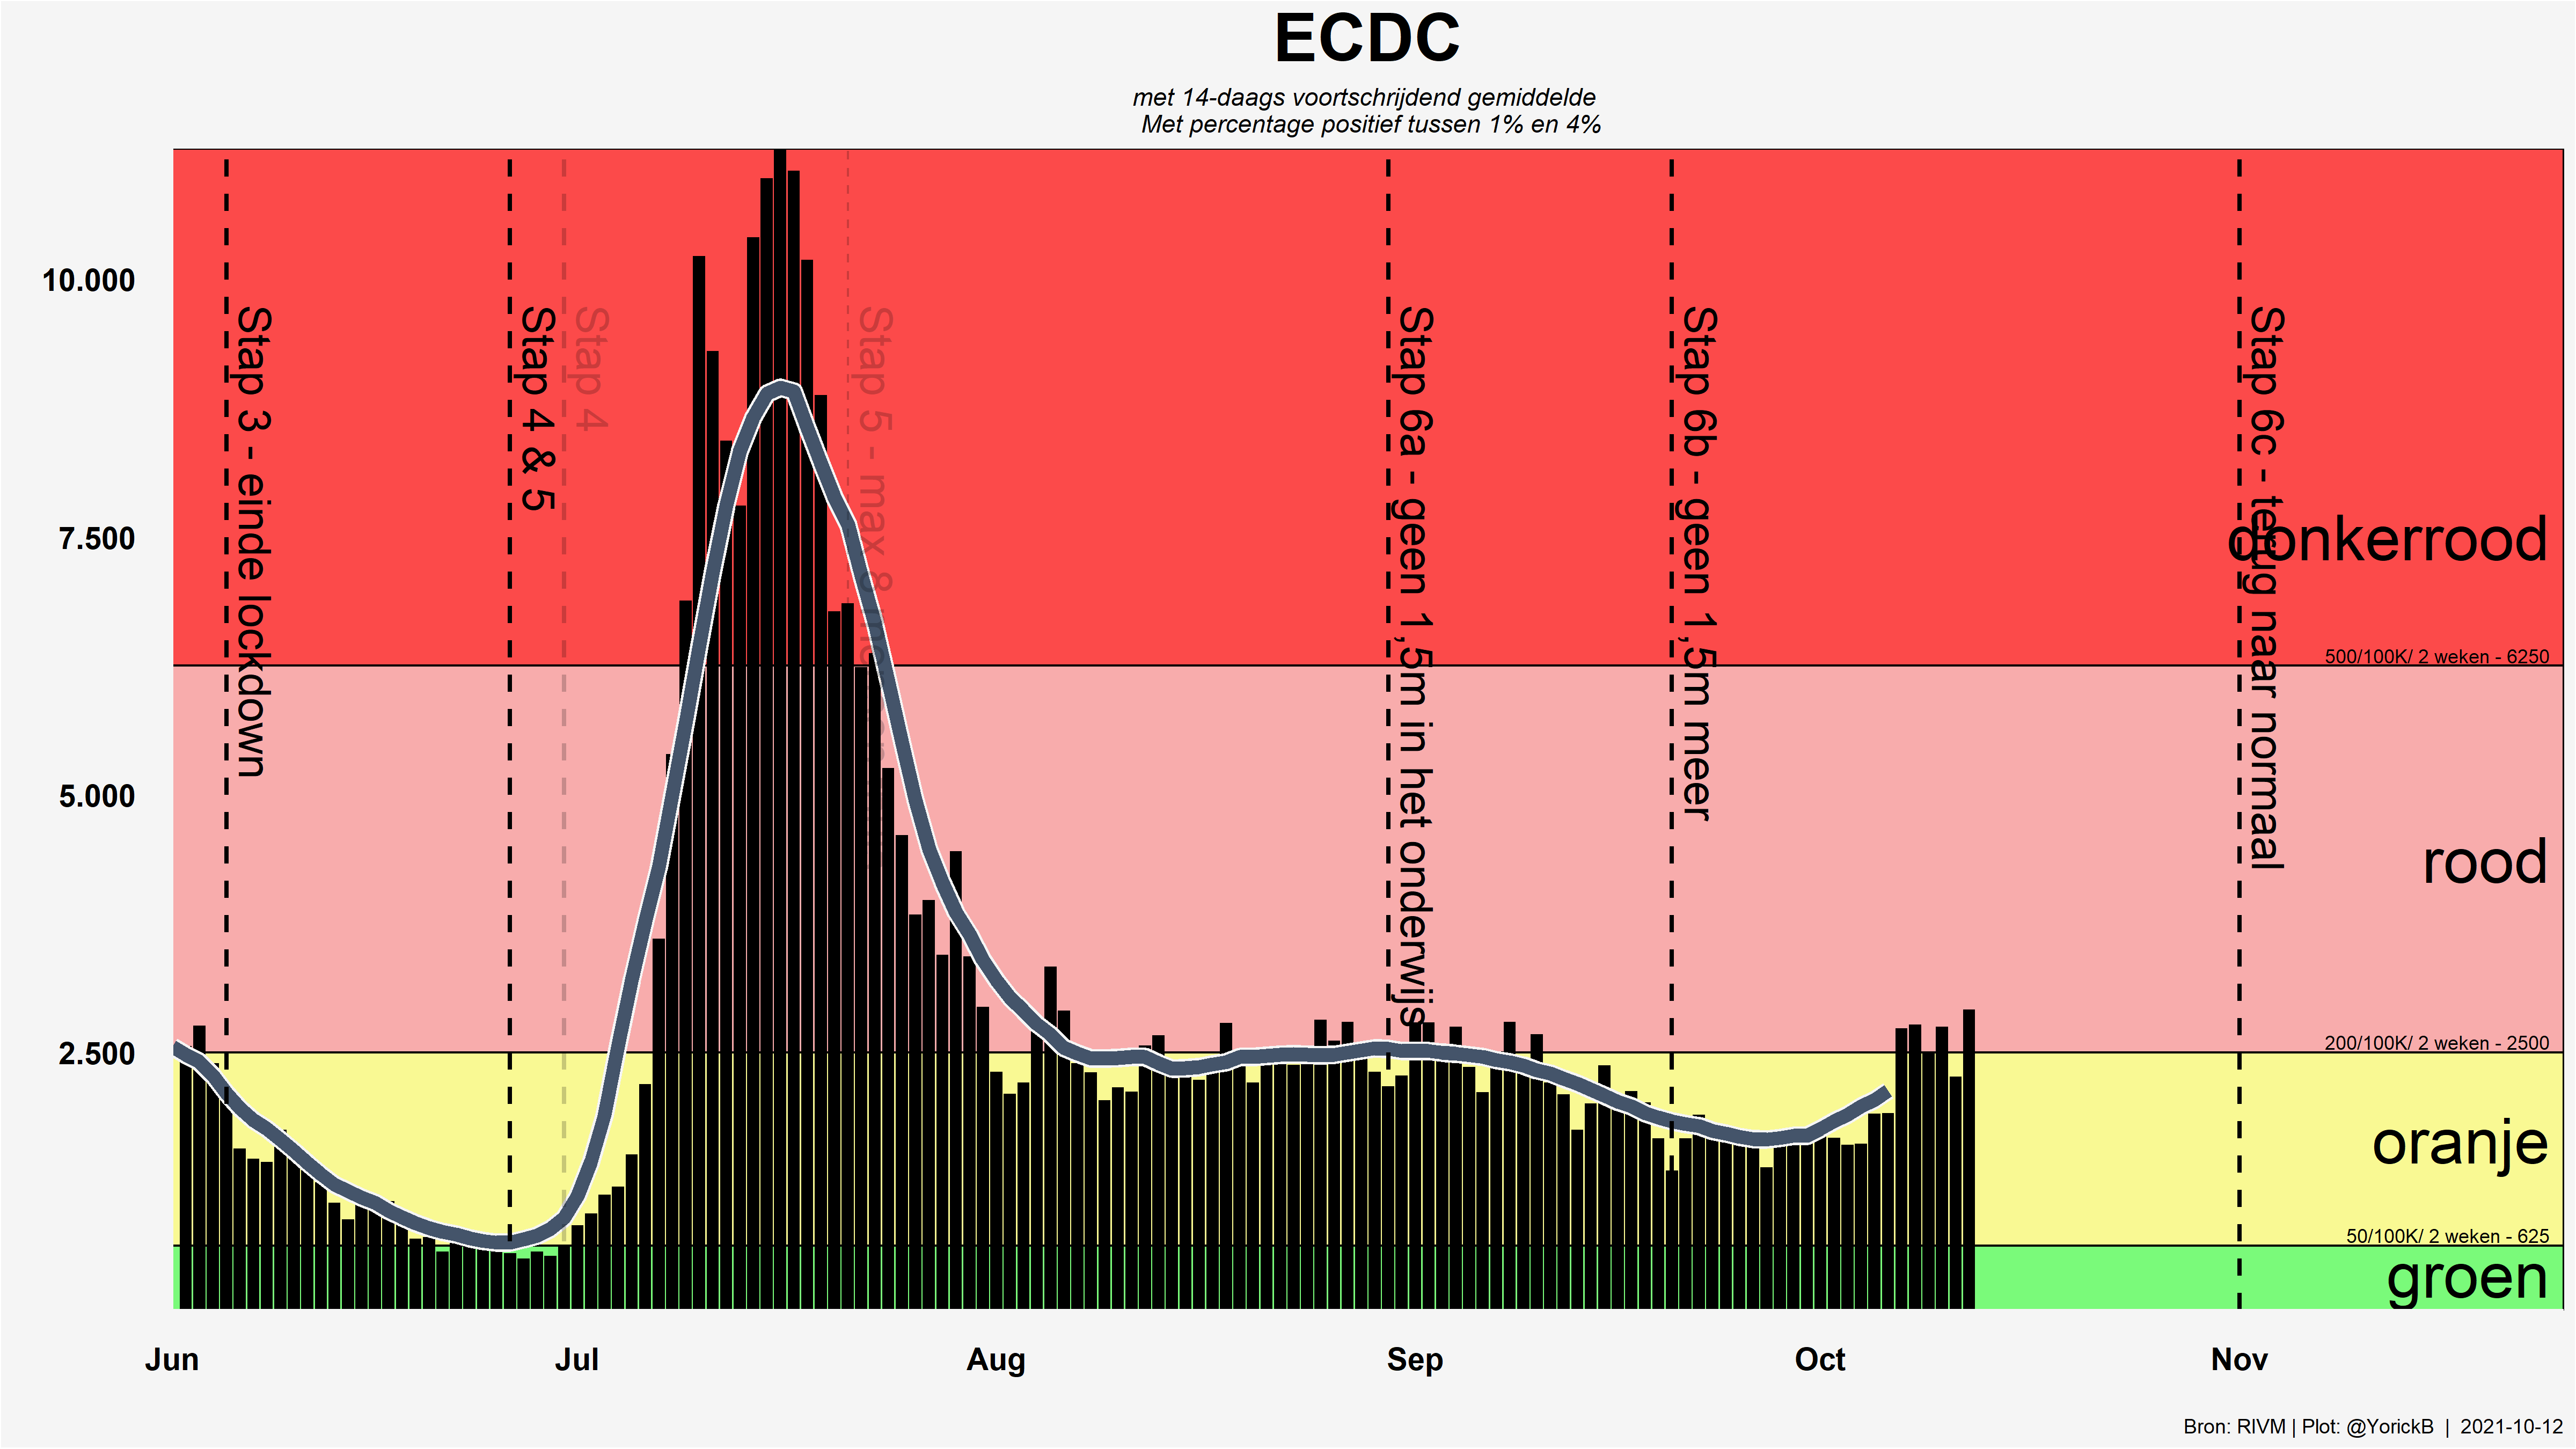 ECDC
met 14-daags voortschrijdend gemiddelde
Met percentage positief tussen 1% en 4%
10.000
7.500
5.000
2.500
Stap 3 - einde lockdown
Stap 4 & 5
Stap 4
Stap 5 - max 8
Stap 6a - geen 1,5m in het onderwijs
Stap 6b - geen 1,5m meer
Stap 6c - terug naar normaal
donkerrood
500/100K/ 2 weken - 6250
rood
200/100K/ 2 weken - 2500
oranje
50/100K/ 2 weken - 625
groen
Jun
Jul
Aug
Sep
Oct
Nov
Bron: RIVM | Plot: @YorickB | 2021-10-12